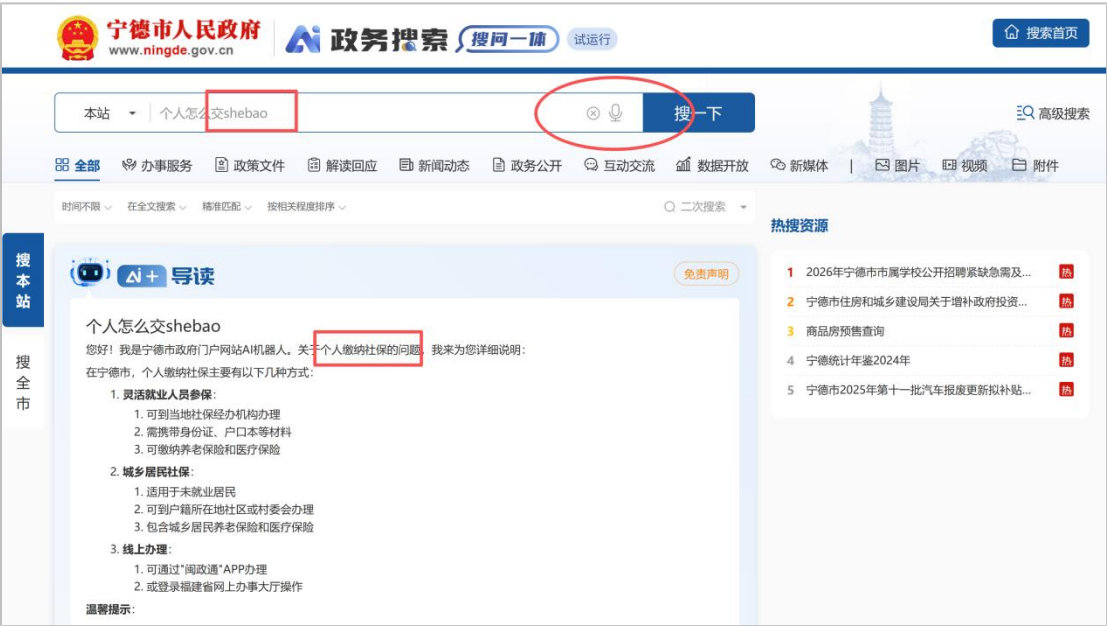 宁德市人民政府
www.ningde.gov.cn
Ai 政务搜索 搜问一体 试运行
搜索首页
本站 个人怎么交shebao 搜一下
高级搜索
全部 办事服务 政策文件 解读回应 新闻动态 政务公开 互动交流 数据开放 新媒体 | 图片 视频 附件
时间不限 在全文搜索 精准匹配 按相关程度排序 二次搜索
搜本站
搜全市
Ai+ 导读 免责声明
个人怎么交shebao
您好！我是宁德市政府门户网站AI机器人。关于个人缴纳社保的问题，我来为您详细说明：
在宁德市，个人缴纳社保主要有以下几种方式：
1. 灵活就业人员参保：
1. 可到当地社保经办机构办理
2. 需携带身份证、户口本等材料
3. 可缴纳养老保险和医疗保险
2. 城乡居民社保：
1. 适用于未就业居民
2. 可到户籍所在地社区或村委会办理
3. 包含城乡居民养老保险和医疗保险
3. 线上办理：
1. 可通过"闽政通"APP办理
2. 或登录福建省网上办事大厅操作
温馨提示：
热搜资源
1 2026年宁德市市属学校公开招聘紧缺急需及... 热
2 宁德市住房和城乡建设局关于增补政府投资... 热
3 商品房预售查询 热
4 宁德统计年鉴2024年 热
5 宁德市2025年第十一批汽车报废更新拟补贴... 热